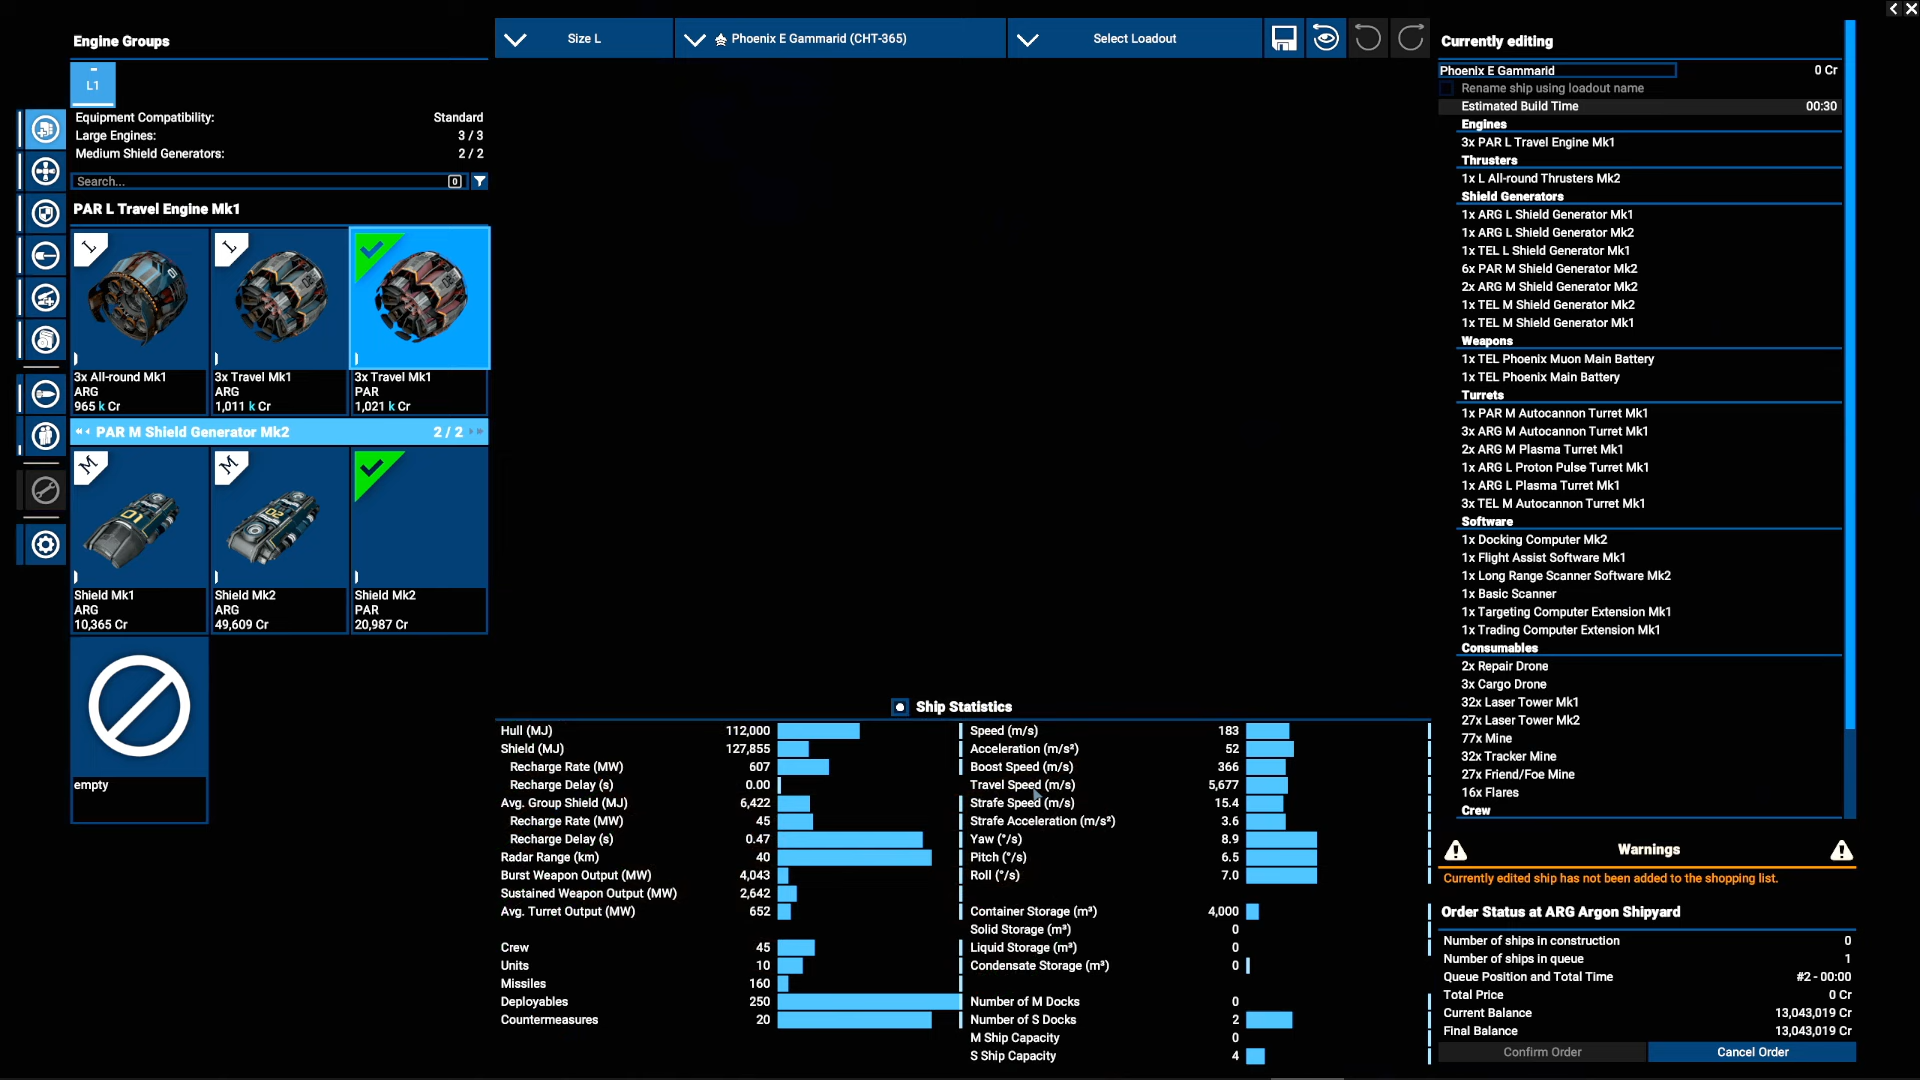 Engine Groups
L1
Equipment Compatibility: Standard
Large Engines: 3 / 3
Medium Shield Generators: 2 / 2
Search... 0
PAR L Travel Engine Mk1
L L
3x All-round Mk1
ARG
965 k Cr
3x Travel Mk1
ARG
1,011 k Cr
3x Travel Mk1
PAR
1,021 k Cr
PAR M Shield Generator Mk2 2 / 2
M M
01
02
Shield Mk1
ARG
10,365 Cr
Shield Mk2
ARG
49,609 Cr
Shield Mk2
PAR
20,987 Cr
empty
Size L
Phoenix E Gammarid (CHT-365)
Select Loadout
Ship Statistics
Hull (MJ) 112,000
Shield (MJ) 127,855
Recharge Rate (MW) 607
Recharge Delay (s) 0.00
Avg. Group Shield (MJ) 6,422
Recharge Rate (MW) 45
Recharge Delay (s) 0.47
Radar Range (km) 40
Burst Weapon Output (MW) 4,043
Sustained Weapon Output (MW) 2,642
Avg. Turret Output (MW) 652
Crew 45
Units 10
Missiles 160
Deployables 250
Countermeasures 20
Speed (m/s) 183
Acceleration (m/s²) 52
Boost Speed (m/s) 366
Travel Speed (m/s) 5,677
Strafe Speed (m/s) 15.4
Strafe Acceleration (m/s²) 3.6
Yaw (°/s) 8.9
Pitch (°/s) 6.5
Roll (°/s) 7.0
Container Storage (m³) 4,000
Solid Storage (m³) 0
Liquid Storage (m³) 0
Condensate Storage (m³) 0
Number of M Docks 0
Number of S Docks 2
M Ship Capacity 0
S Ship Capacity 4
Currently editing
Phoenix E Gammarid 0 Cr
Rename ship using loadout name
Estimated Build Time 00:30
Engines
3x PAR L Travel Engine Mk1
Thrusters
1x L All-round Thrusters Mk2
Shield Generators
1x ARG L Shield Generator Mk1
1x ARG L Shield Generator Mk2
1x TEL L Shield Generator Mk1
6x PAR M Shield Generator Mk2
2x ARG M Shield Generator Mk2
1x TEL M Shield Generator Mk2
1x TEL M Shield Generator Mk1
Weapons
1x TEL Phoenix Muon Main Battery
1x TEL Phoenix Main Battery
Turrets
1x PAR M Autocannon Turret Mk1
3x ARG M Autocannon Turret Mk1
2x ARG M Plasma Turret Mk1
1x ARG L Proton Pulse Turret Mk1
1x ARG L Plasma Turret Mk1
3x TEL M Autocannon Turret Mk1
Software
1x Docking Computer Mk2
1x Flight Assist Software Mk1
1x Long Range Scanner Software Mk2
1x Basic Scanner
1x Targeting Computer Extension Mk1
1x Trading Computer Extension Mk1
Consumables
2x Repair Drone
3x Cargo Drone
32x Laser Tower Mk1
27x Laser Tower Mk2
77x Mine
32x Tracker Mine
27x Friend/Foe Mine
16x Flares
Crew
Warnings
Currently edited ship has not been added to the shopping list.
Order Status at ARG Argon Shipyard
Number of ships in construction 0
Number of ships in queue 1
Queue Position and Total Time #2 - 00:00
Total Price 0 Cr
Current Balance 13,043,019 Cr
Final Balance 13,043,019 Cr
Confirm Order Cancel Order